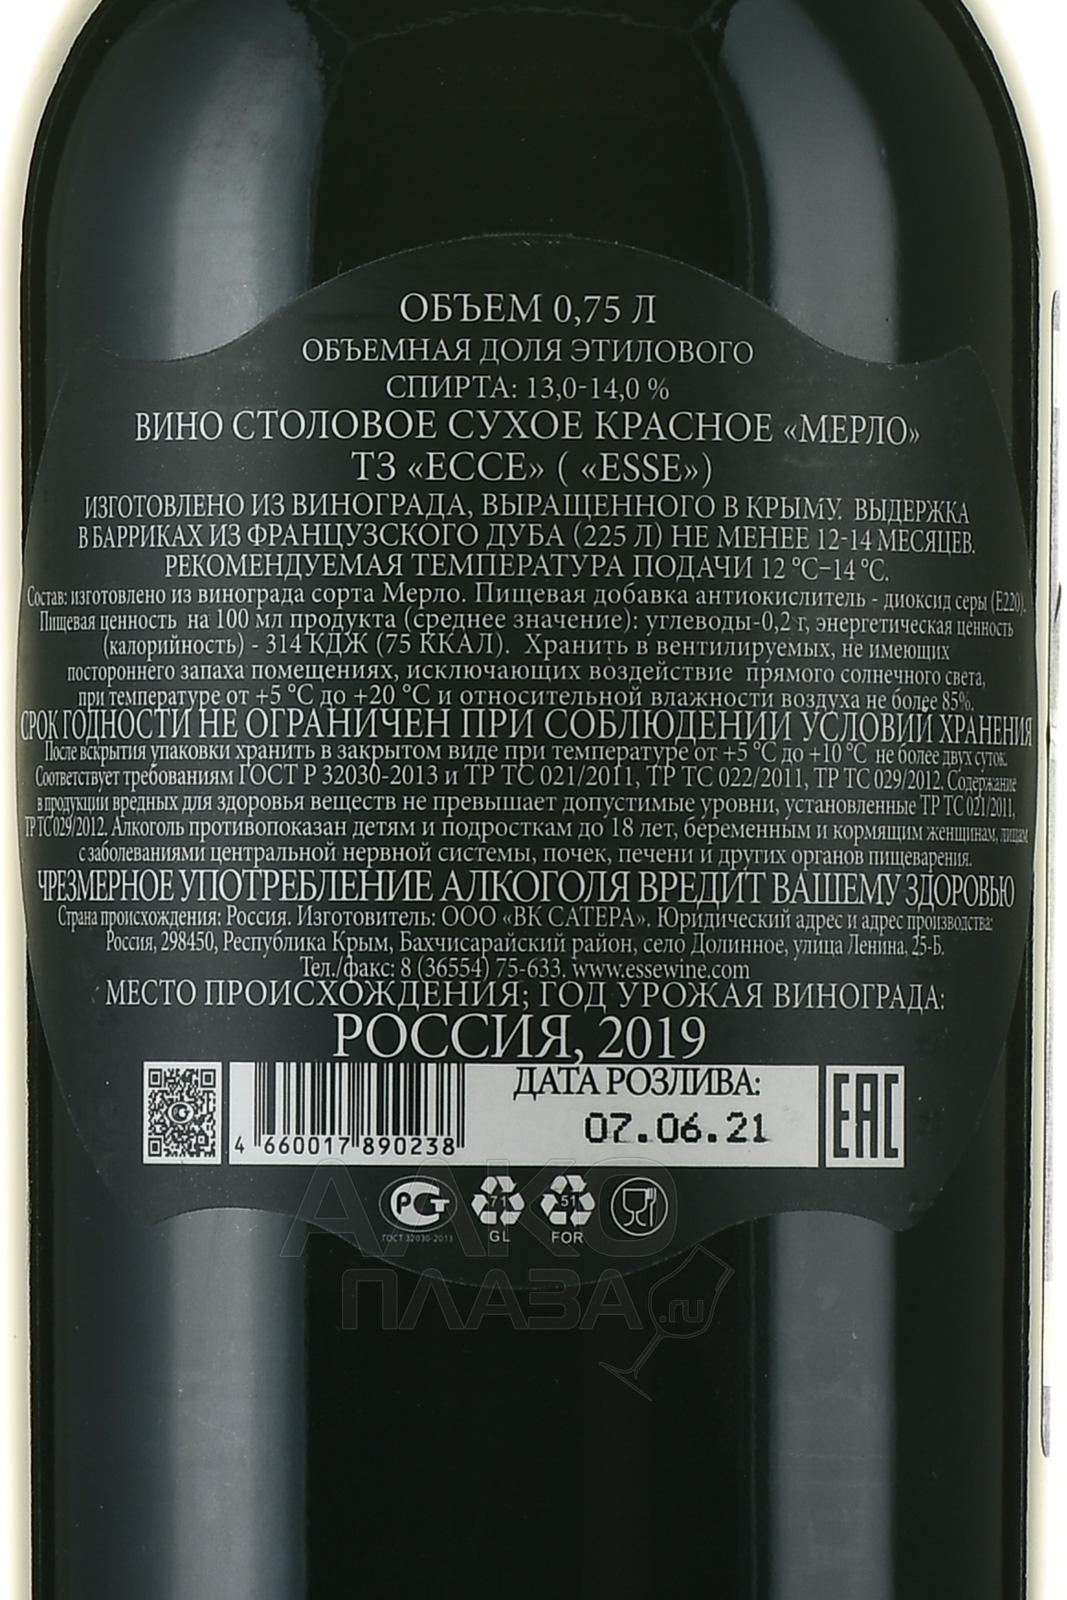 ОБЪЕМ 0,75 Л
ОБЪЕМНАЯ ДОЛЯ ЭТИЛОВОГО
СПИРТА: 13,0-14,0 %
ВИНО СТОЛОВОЕ СУХОЕ КРАСНОЕ «МЕРЛО»
ТЗ «ЕССЕ» ( «ESSE»)
ИЗГОТОВЛЕНО ИЗ ВИНОГРАДА, ВЫРАЩЕННОГО В КРЫМУ. ВЫДЕРЖКА
В БАРРИКАХ ИЗ ФРАНЦУЗСКОГО ДУБА (225 Л) НЕ МЕНЕЕ 12-14 МЕСЯЦЕВ.
РЕКОМЕНДУЕМАЯ ТЕМПЕРАТУРА ПОДАЧИ 12 °С–14 °С.
Состав: изготовлено из винограда сорта Мерло. Пищевая добавка антиокислитель - диоксид серы (Е220).
Пищевая ценность на 100 мл продукта (среднее значение): углеводы-0,2 г, энергетическая ценность
(калорийность) - 314 КДЖ (75 ККАЛ). Хранить в вентилируемых, не имеющих
постороннего запаха помещениях, исключающих воздействие прямого солнечного света,
при температуре от +5 °С до +20 °С и относительной влажности воздуха не более 85%.
СРОК ГОДНОСТИ НЕ ОГРАНИЧЕН ПРИ СОБЛЮДЕНИИ УСЛОВИЙ ХРАНЕНИЯ
После вскрытия упаковки хранить в закрытом виде при температуре от +5 °С до +10 °С не более двух суток.
Соответствует требованиям ГОСТ Р 32030-2013 и ТР ТС 021/2011, ТР ТС 022/2011, ТР ТС 029/2012. Содержание
в продукции вредных для здоровья веществ не превышает допустимые уровни, установленные ТР ТС 021/2011,
ТР ТС 029/2012. Алкоголь противопоказан детям и подросткам до 18 лет, беременным и кормящим женщинам, лицам
с заболеваниями центральной нервной системы, почек, печени и других органов пищеварения.
ЧРЕЗМЕРНОЕ УПОТРЕБЛЕНИЕ АЛКОГОЛЯ ВРЕДИТ ВАШЕМУ ЗДОРОВЬЮ
Страна происхождения: Россия. Изготовитель: ООО «ВК САТЕРА». Юридический адрес и адрес производства:
Россия, 298450, Республика Крым, Бахчисарайский район, село Долинное, улица Ленина, 25-Б.
Тел./факс: 8 (36554) 75-633. www.essewine.com
МЕСТО ПРОИСХОЖДЕНИЯ; ГОД УРОЖАЯ ВИНОГРАДА:
РОССИЯ, 2019
ДАТА РОЗЛИВА:
07.06.21
4 660017 890238
EAC
РСТ
ГОСТ 32030-2013
71
GL
51
FOR
АЛКО
ПЛАЗА
.ru